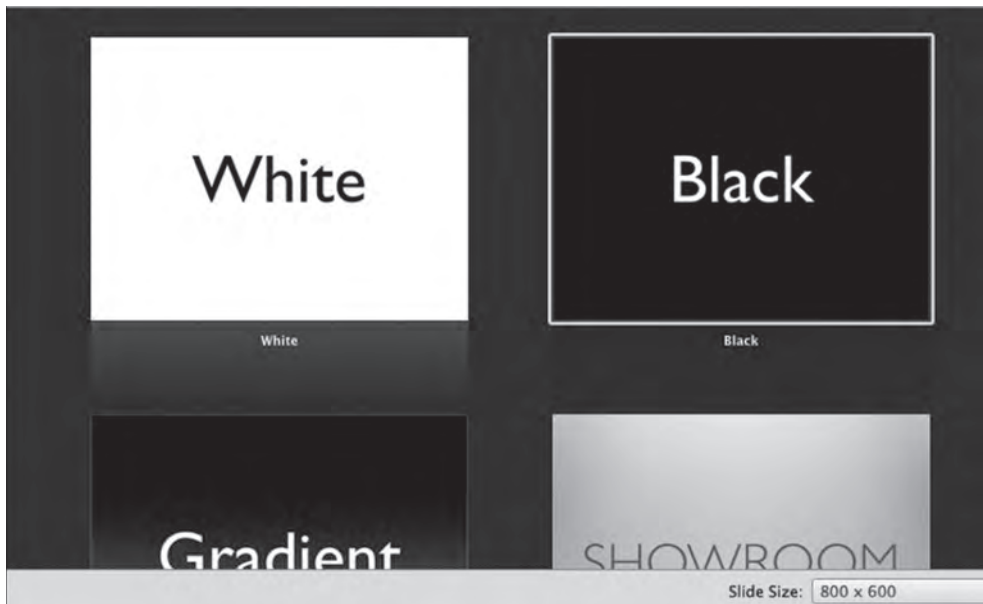 White
Black
White
Black
Gradient
SHOWROOM
Slide Size: 800 x 600